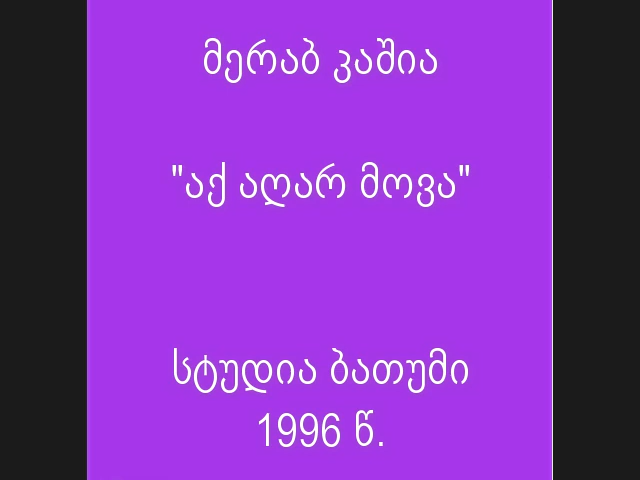 მერაბ კაშია
"აქ აღარ მოვა"
სტუდია ბათუმი
1996 წ.